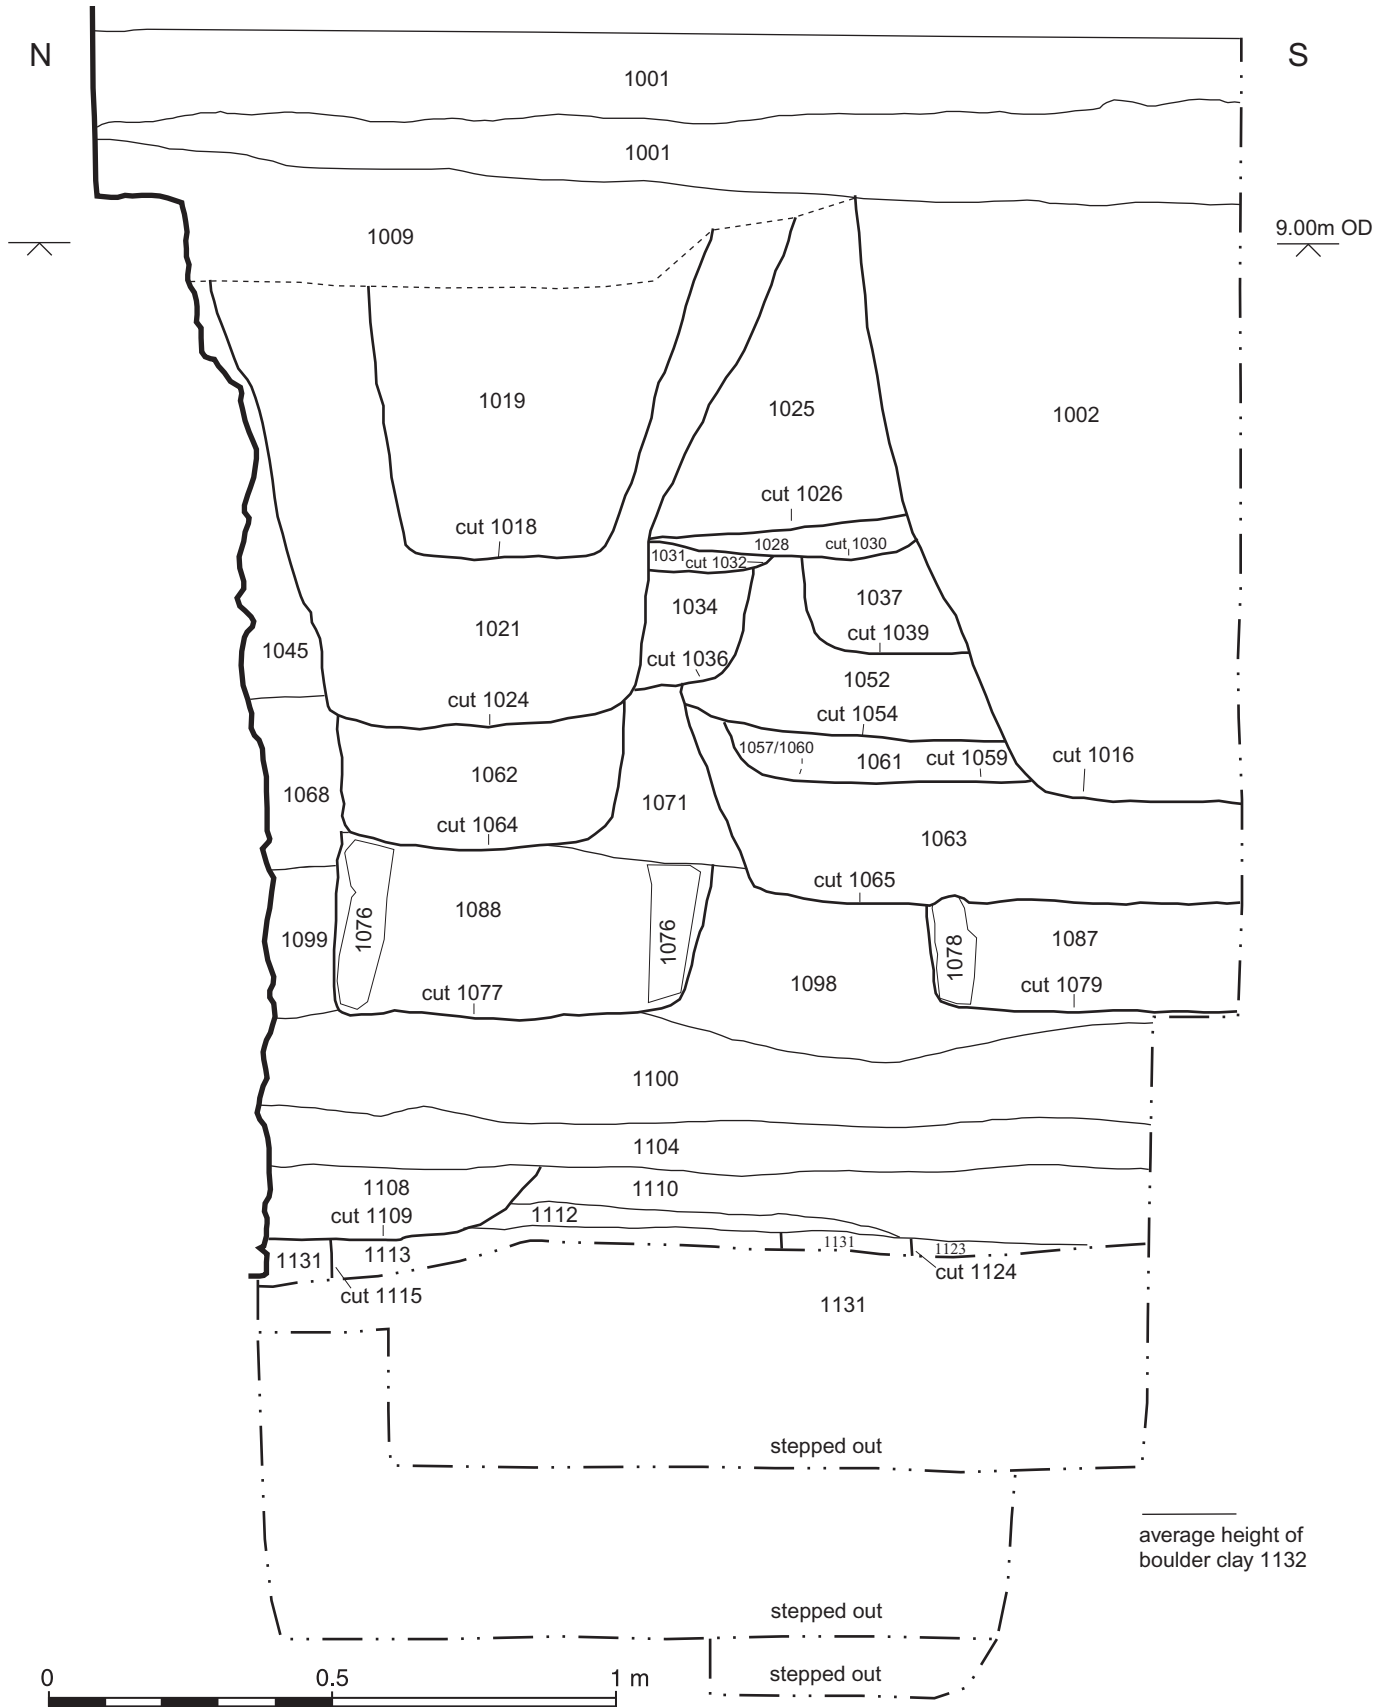 N
S
1001
1001
9.00m OD
1009
1019
1025
1002
cut 1026
cut 1018
1028
cut 1030
1031
cut 1032
1034
1037
1021
cut 1039
1045
cut 1036
1052
cut 1024
cut 1054
1057/1060
1061
cut 1059
cut 1016
1062
1068
1071
cut 1064
1063
cut 1065
1076
1088
1076
1078
1087
1099
1098
cut 1077
cut 1079
1100
1104
1108
1110
cut 1109
1112
1131
1113
1131
1123
cut 1124
cut 1115
1131
stepped out
average height of
boulder clay 1132
stepped out
stepped out
0
0.5
1 m